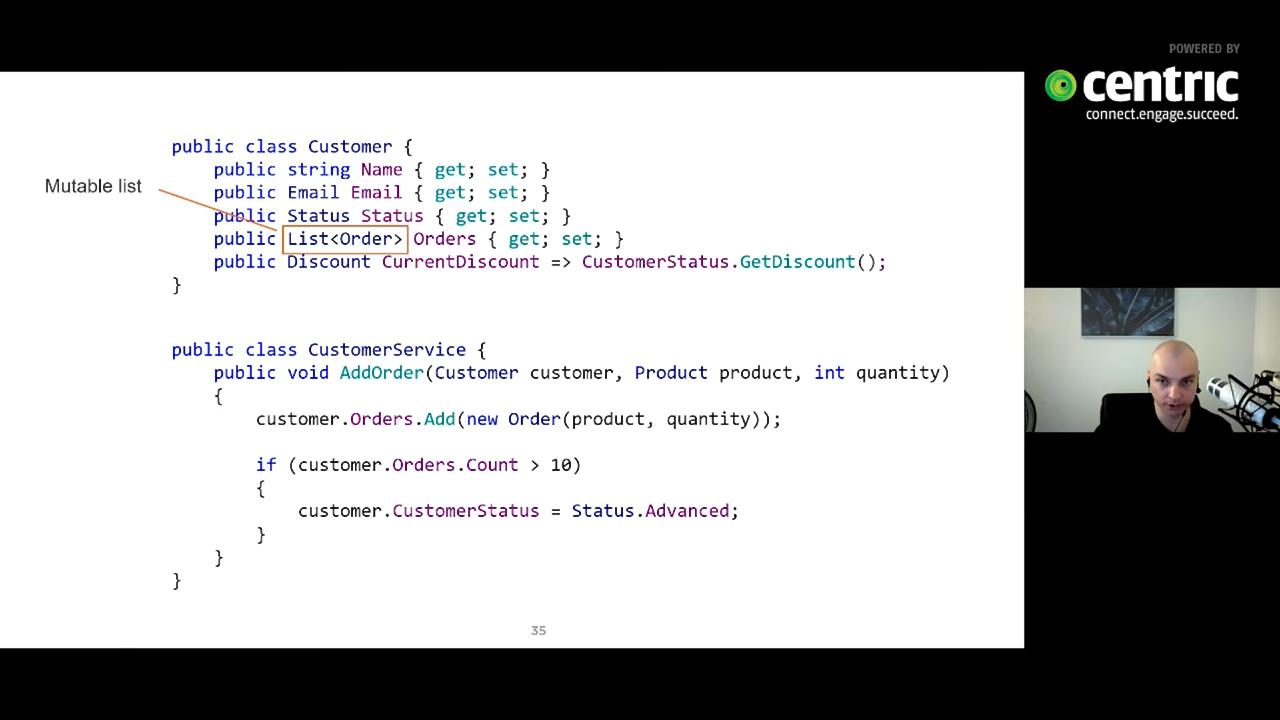 POWERED BY
centric
connect.engage.succeed.
Mutable list
public class Customer {
public string Name { get; set; }
public Email Email { get; set; }
public Status Status { get; set; }
public List<Order> Orders { get; set; }
public Discount CurrentDiscount => CustomerStatus.GetDiscount();
}
public class CustomerService {
public void AddOrder(Customer customer, Product product, int quantity)
{
customer.Orders.Add(new Order(product, quantity));
if (customer.Orders.Count > 10)
{
customer.CustomerStatus = Status.Advanced;
}
}
}
35